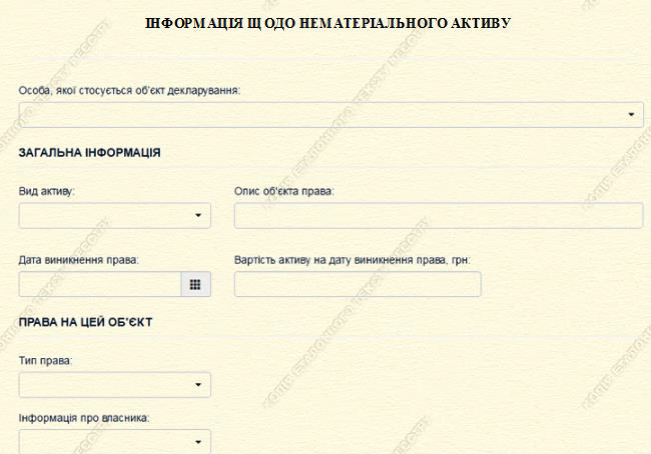 ІНФОРМАЦІЯ ЩОДО НЕМАТЕРІАЛЬНОГО АКТИВУ
Особа, якої стосується об'єкт декларування:
ЗАГАЛЬНА ІНФОРМАЦІЯ
Вид активу: Опис об'єкта права:
Дата виникнення права: Вартість активу на дату виникнення права, грн:
ПРАВА НА ЦЕЙ ОБ'ЄКТ
Тип права:
Інформація про власника: